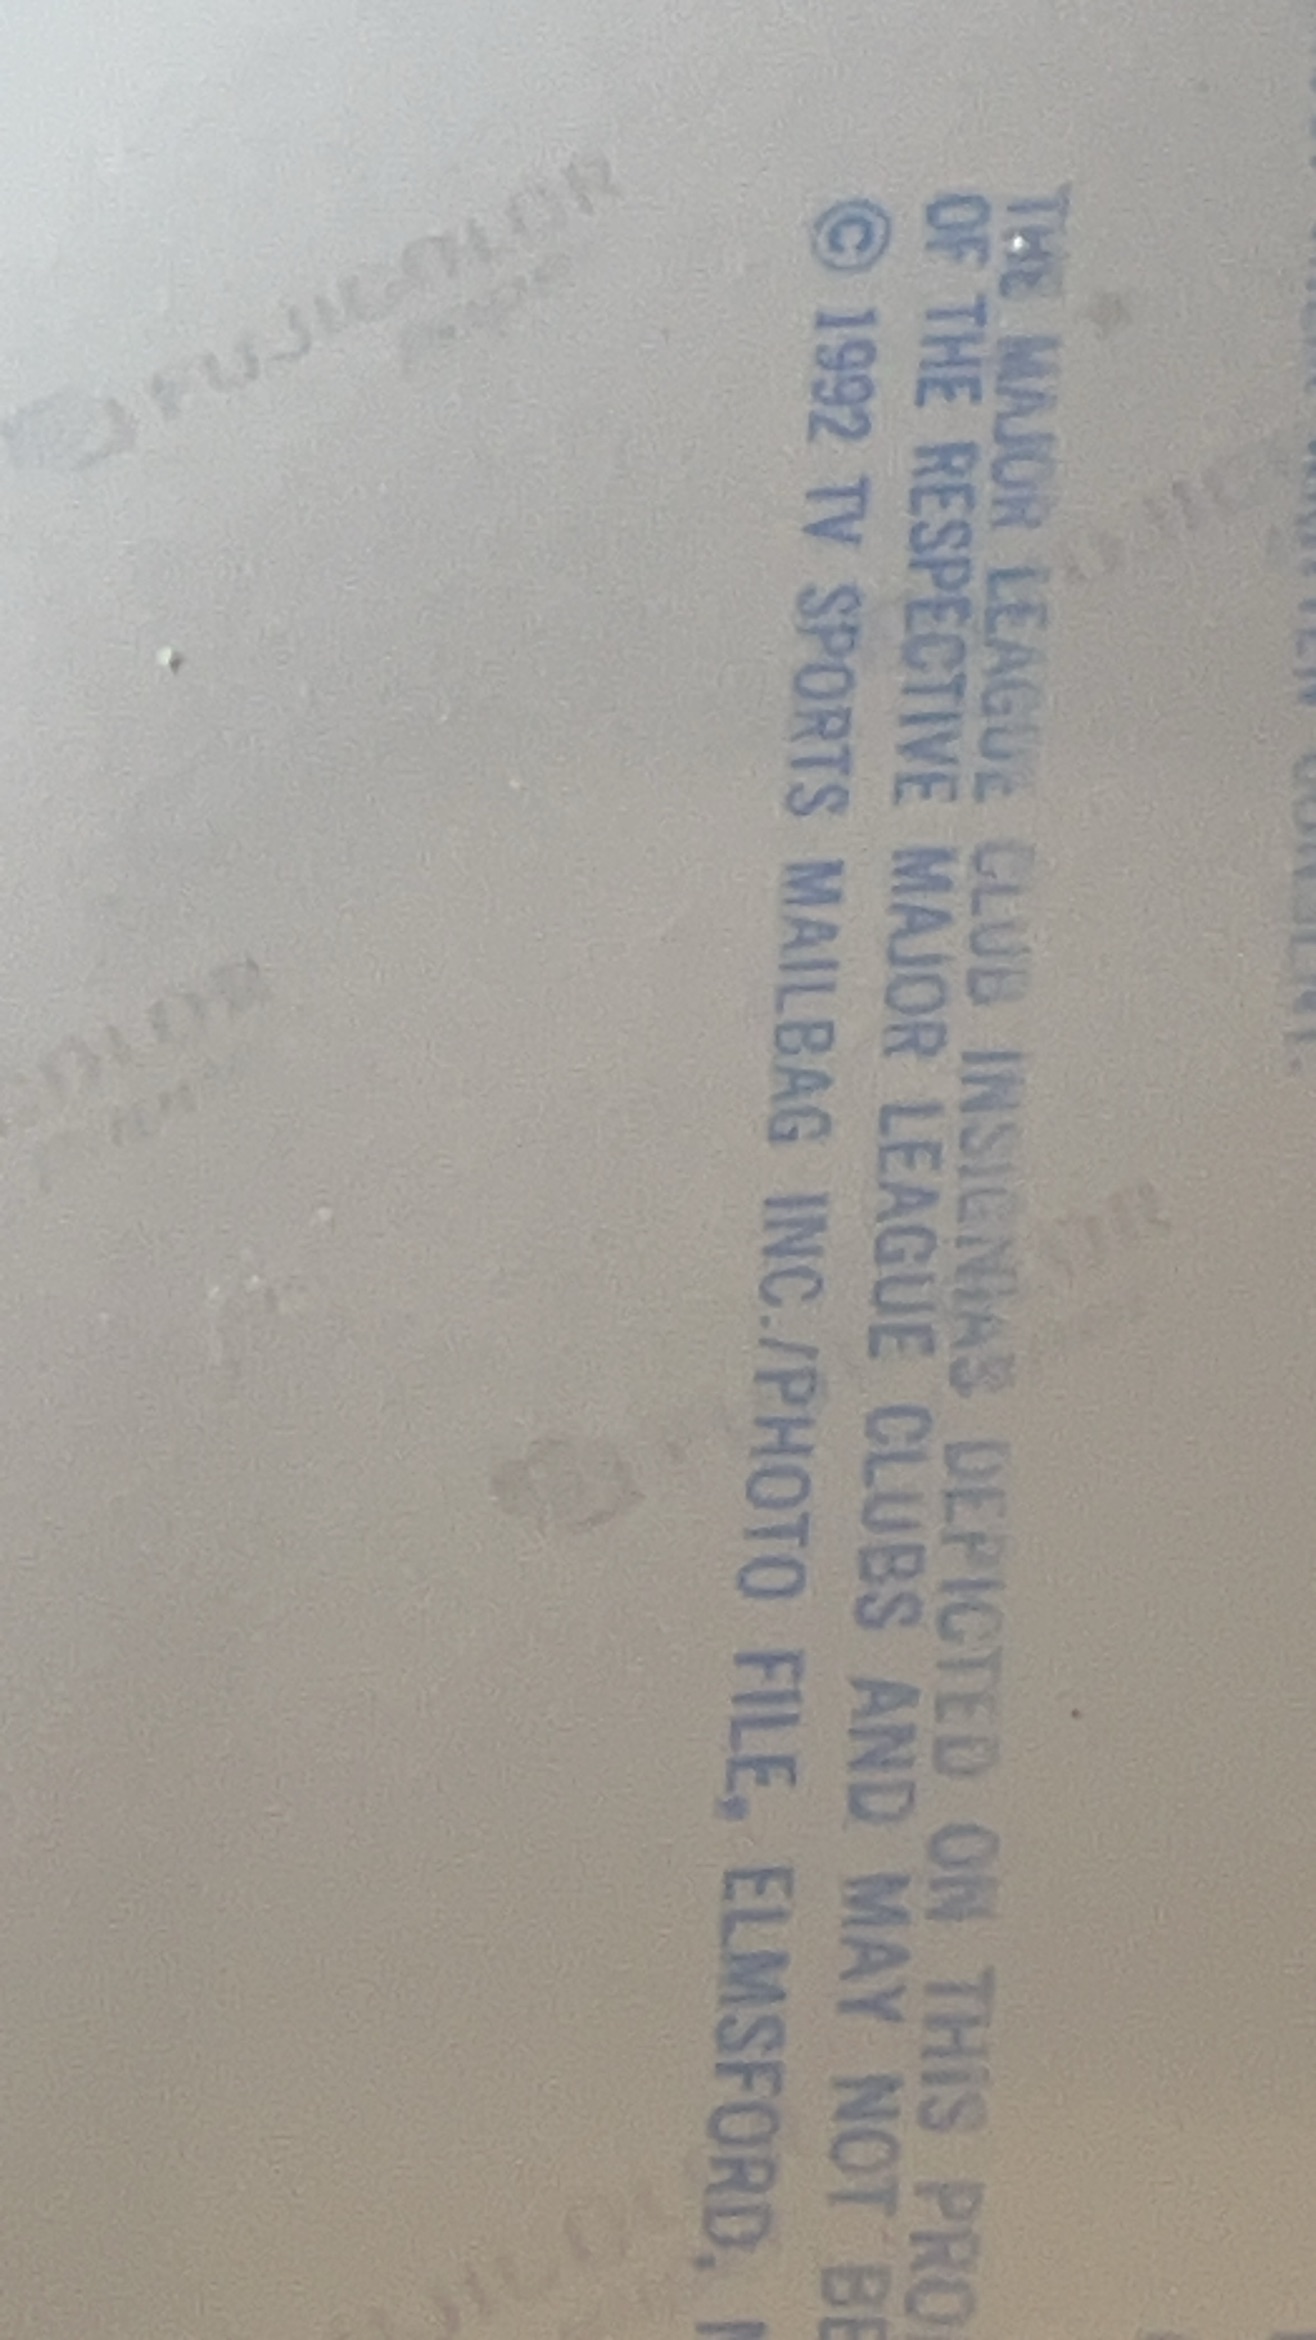 THE MAJOR LEAGUE CLUB INSIGNIAS DEPICTED ON THIS PRO
OF THE RESPECTIVE MAJOR LEAGUE CLUBS AND MAY NOT BE
© 1992 TV SPORTS MAILBAG INC./PHOTO FILE, ELMSFORD, N
FUJICOLOR